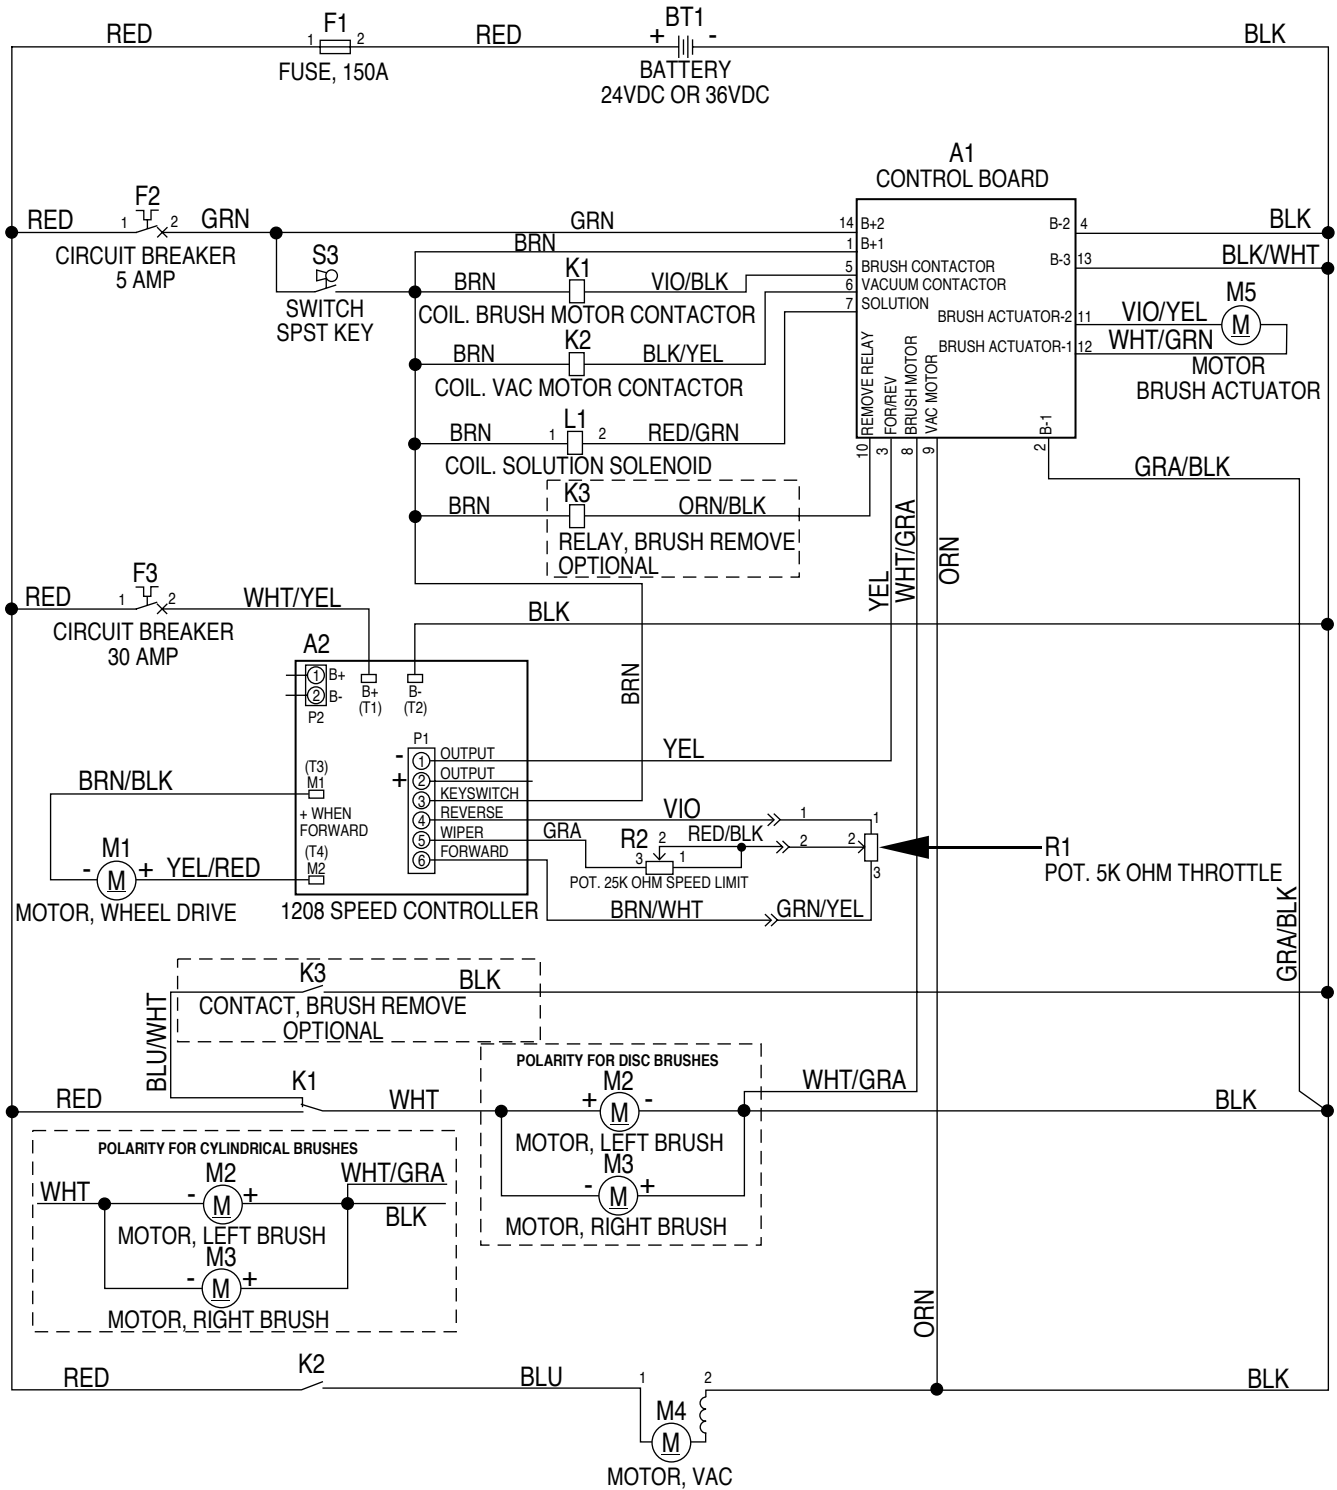 RED
F1
1
2
FUSE, 150A
RED
BT1
+
-
BATTERY
24VDC OR 36VDC
BLK
A1
CONTROL BOARD
RED
F2
1
2
GRN
CIRCUIT BREAKER
5 AMP
S3
SWITCH
SPST KEY
GRN
BRN
14
B+2
1
B+1
5
BRUSH CONTACTOR
6
VACUUM CONTACTOR
7
SOLUTION
B-2
4
BLK
B-3
13
BLK/WHT
BRUSH ACTUATOR-2
11
VIO/YEL
M5
M
BRUSH ACTUATOR-1
12
WHT/GRN
MOTOR
BRUSH ACTUATOR
BRN
K1
VIO/BLK
COIL. BRUSH MOTOR CONTACTOR
BRN
K2
BLK/YEL
COIL. VAC MOTOR CONTACTOR
BRN
1
L1
2
RED/GRN
COIL. SOLUTION SOLENOID
BRN
K3
ORN/BLK
RELAY, BRUSH REMOVE
OPTIONAL
REMOVE RELAY
FOR/REV
BRUSH MOTOR
VAC MOTOR
B-1
10
3
8
9
2
GRA/BLK
YEL
WHT/GRA
ORN
RED
F3
1
2
WHT/YEL
CIRCUIT BREAKER
30 AMP
BLK
A2
1
B+
2
B-
P2
B+
(T1)
B-
(T2)
BRN
P1
-
1
OUTPUT
YEL
+
2
OUTPUT
3
KEYSWITCH
4
REVERSE
VIO
1
1
5
WIPER
GRA
6
FORWARD
(T3)
M1
+ WHEN
FORWARD
(T4)
M2
BRN/BLK
M1
-
M
+
YEL/RED
MOTOR, WHEEL DRIVE
1208 SPEED CONTROLLER
R2
2
RED/BLK
2
2
3
1
POT. 25K OHM SPEED LIMIT
3
BRN/WHT
GRN/YEL
R1
POT. 5K OHM THROTTLE
GRA/BLK
K3
BLK
CONTACT, BRUSH REMOVE
OPTIONAL
BLU/WHT
RED
K1
WHT
POLARITY FOR DISC BRUSHES
M2
+
M
-
MOTOR, LEFT BRUSH
M3
-
M
+
MOTOR, RIGHT BRUSH
WHT/GRA
BLK
POLARITY FOR CYLINDRICAL BRUSHES
WHT
M2
-
M
+
WHT/GRA
BLK
MOTOR, LEFT BRUSH
M3
-
M
+
MOTOR, RIGHT BRUSH
ORN
RED
K2
BLU
1
2
BLK
M4
M
MOTOR, VAC